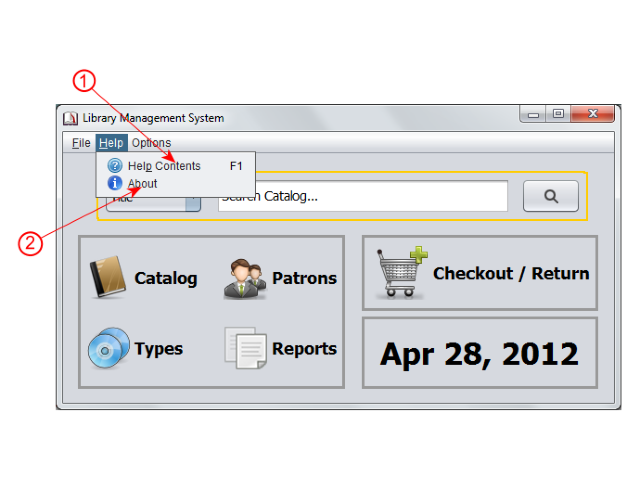 1
Library Management System
File Help Options
Help Contents F1
About
Title
Search Catalog...
2
Catalog
Patrons
Checkout / Return
Types
Reports
Apr 28, 2012